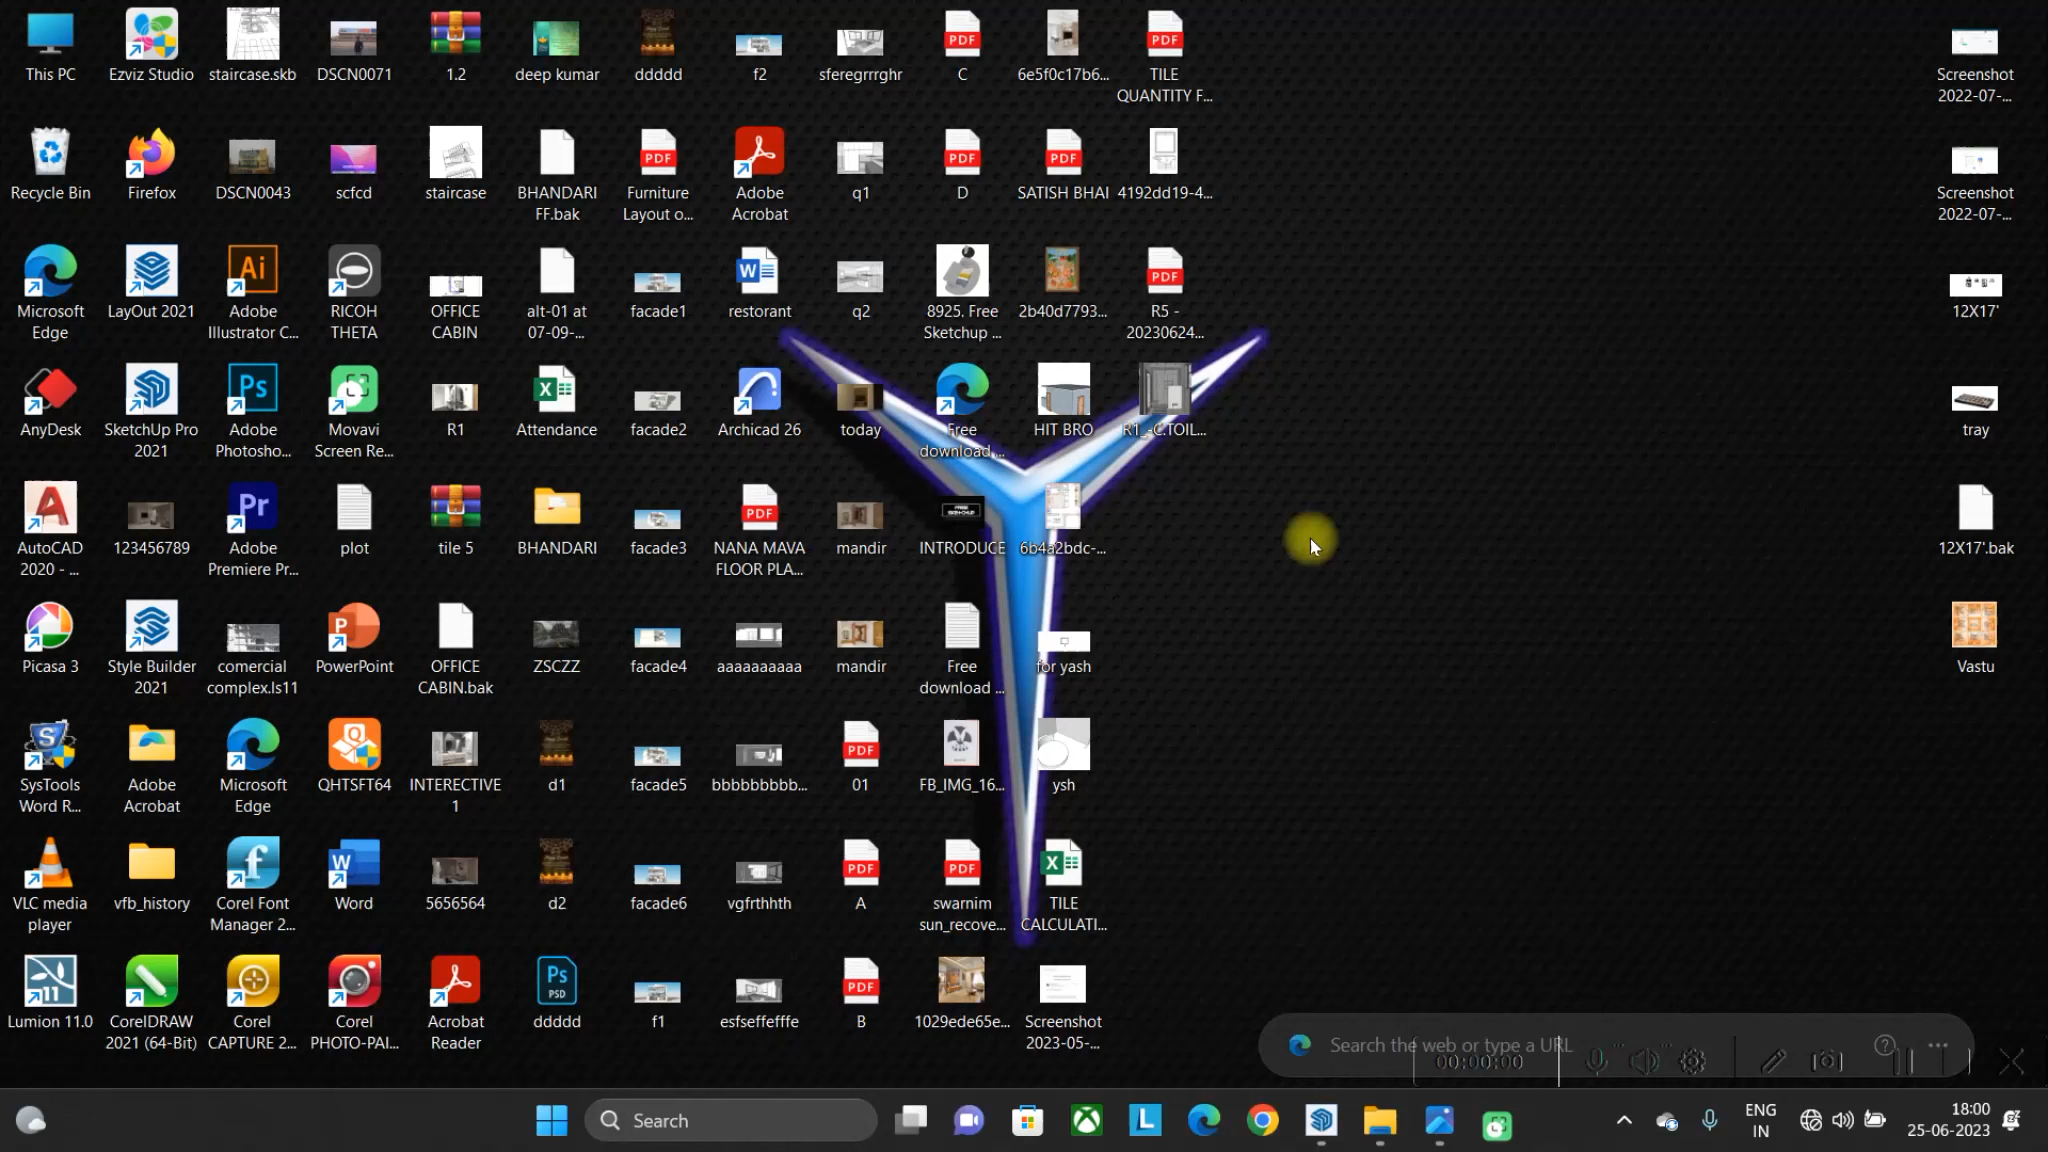 This PC
Ezviz Studio
staircase.skb
DSCN0071
1.2
deep kumar
ddddd
f2
sferegrrrghr
C
6e5f0c17b6...
TILE
QUANTITY F...
Screenshot
2022-07-...
Recycle Bin
Firefox
DSCN0043
scfcd
staircase
BHANDARI
FF.bak
Furniture
Layout o...
Adobe
Acrobat
q1
D
SATISH BHAI
4192dd19-4...
Screenshot
2022-07-...
Microsoft
Edge
LayOut 2021
Adobe
Illustrator C...
RICOH
THETA
OFFICE
CABIN
alt-01 at
07-09-...
facade1
restorant
q2
8925. Free
Sketchup ...
2b40d7793...
R5 -
20230624...
12X17'
AnyDesk
SketchUp Pro
2021
Adobe
Photosho...
Movavi
Screen Re...
R1
Attendance
facade2
Archicad 26
today
Free
download ...
HIT BRO
R1_-C.TOIL...
tray
AutoCAD
2020 - ...
123456789
Adobe
Premiere Pr...
plot
tile 5
BHANDARI
facade3
NANA MAVA
FLOOR PLA...
mandir
INTRODUCE
6b4a2bdc-...
12X17'.bak
Picasa 3
Style Builder
2021
comercial
complex.ls11
PowerPoint
OFFICE
CABIN.bak
ZSCZZ
facade4
aaaaaaaaaa
mandir
Free
download ...
for yash
Vastu
SysTools
Word R...
Adobe
Acrobat
Microsoft
Edge
QHTSFT64
INTERECTIVE
1
d1
facade5
bbbbbbbbb...
01
FB_IMG_16...
ysh
VLC media
player
vfb_history
Corel Font
Manager 2...
Word
5656564
d2
facade6
vgfrthhth
A
swarnim
sun_recove...
TILE
CALCULATI...
Lumion 11.0
CorelDRAW
2021 (64-Bit)
Corel
CAPTURE 2...
Corel
PHOTO-PAI...
Acrobat
Reader
ddddd
f1
esfseffefffe
B
1029ede65e...
Screenshot
2023-05-...
Search the web or type a URL
00:00:00
Search
ENG
IN
18:00
25-06-2023